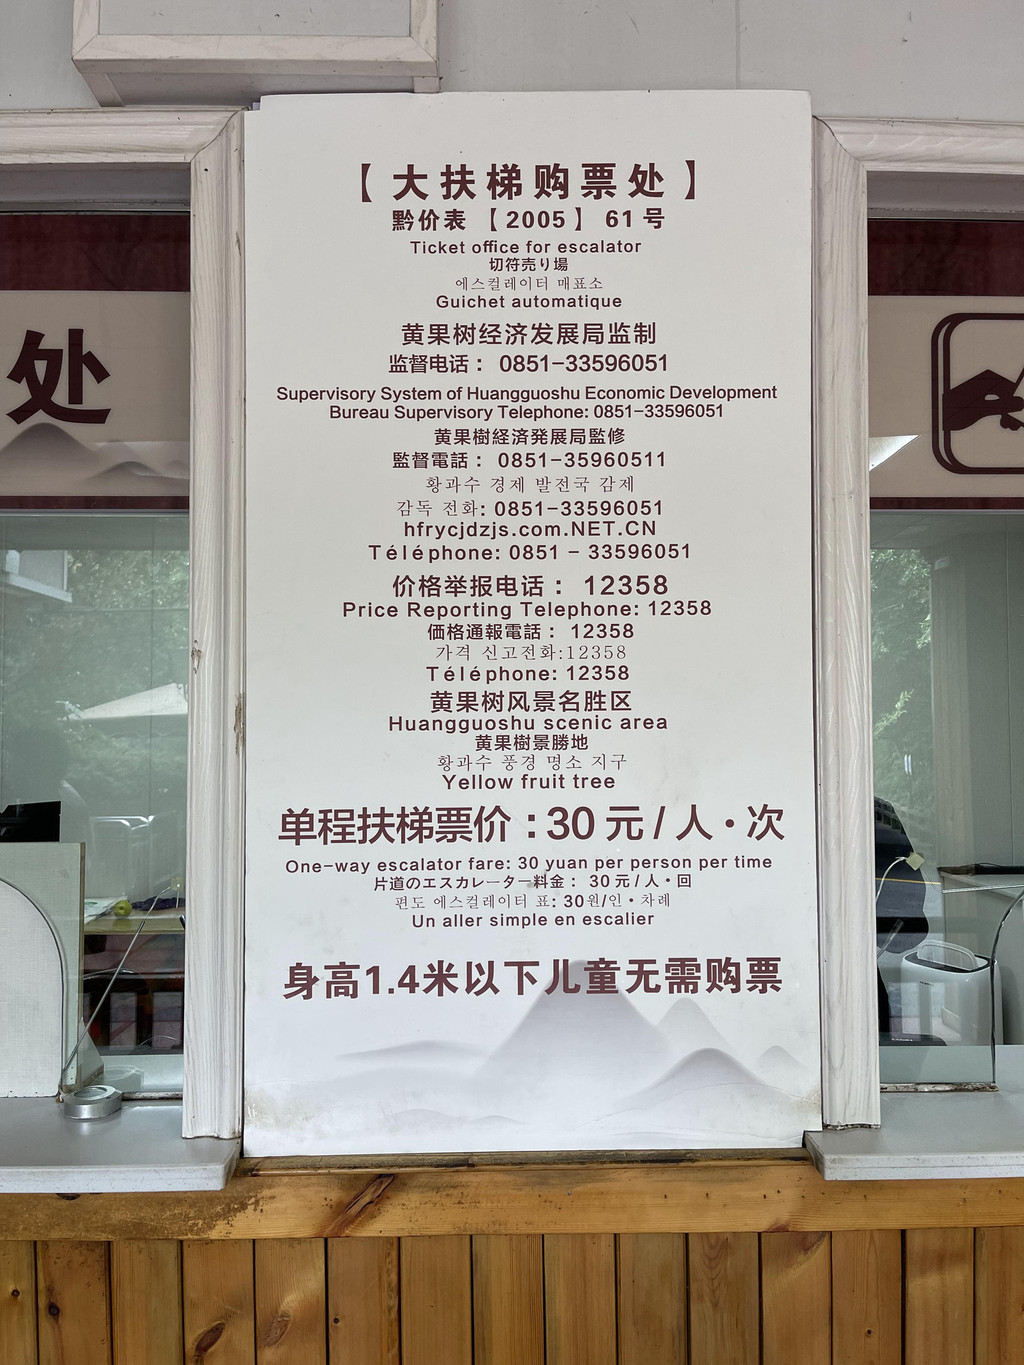 【大扶梯购票处】
黔价表【2005】61号
Ticket office for escalator
切符売り場
에스컬레이터 매표소
Guichet automatique
黄果树经济发展局监制
监督电话： 0851-33596051
Supervisory System of Huangguoshu Economic Development
Bureau Supervisory Telephone: 0851-33596051
黄果樹経済発展局監修
監督電話： 0851-35960511
황과수 경제 발전국 감제
감독 전화: 0851-33596051
hfrycjdzjs.com.NET.CN
Téléphone: 0851 - 33596051
价格举报电话： 12358
Price Reporting Telephone: 12358
価格通報電話： 12358
가격 신고전화:12358
Téléphone: 12358
黄果树风景名胜区
Huangguoshu scenic area
黄果樹景勝地
황과수 풍경 명소 지구
Yellow fruit tree
单程扶梯票价：30元/人·次
One-way escalator fare: 30 yuan per person per time
片道のエスカレーター料金： 30元/人・回
편도 에스컬레이터 표: 30원/인·차례
Un aller simple en escalier
身高1.4米以下儿童无需购票
处